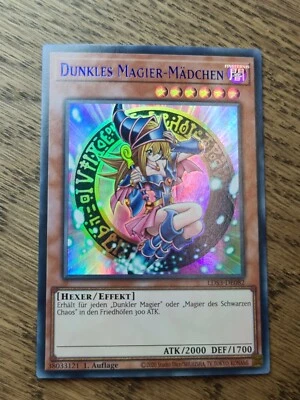 DUNKLES MAGIER-MÄDCHEN
[HEXER/EFFEKT]
Erhält für jeden „Dunkler Magier" oder „Magier des Schwarzen
Chaos" in den Friedhöfen 300 ATK.
ATK/2000 DEF/1700
38033121 1. Auflage